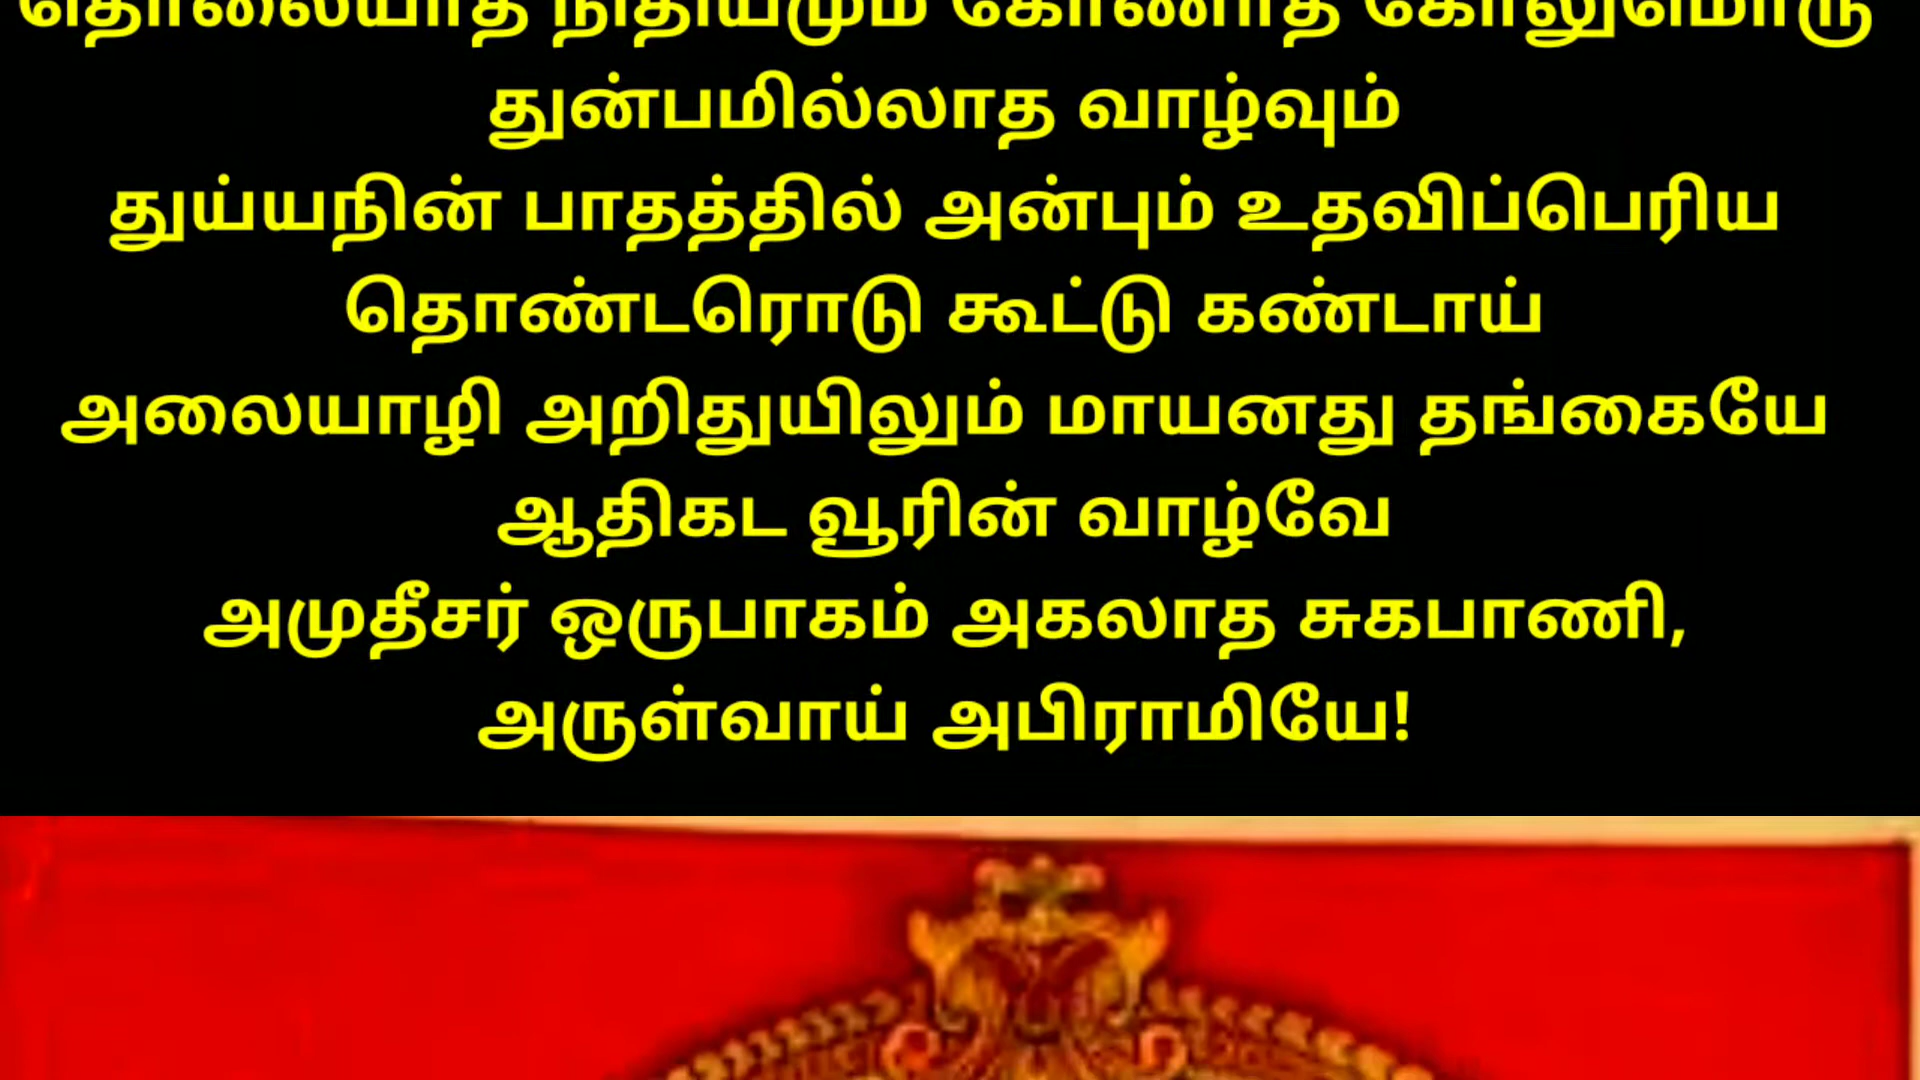 தொலையாத நிதியமும் கோணாத கோலுமொரு
துன்பமில்லாத வாழ்வும்
துய்யநின் பாதத்தில் அன்பும் உதவிப்பெரிய
தொண்டரொடு கூட்டு கண்டாய்
அலையாழி அறிதுயிலும் மாயனது தங்கையே
ஆதிகட வூரின் வாழ்வே
அமுதீசர் ஒருபாகம் அகலாத சுகபாணி,
அருள்வாய் அபிராமியே!